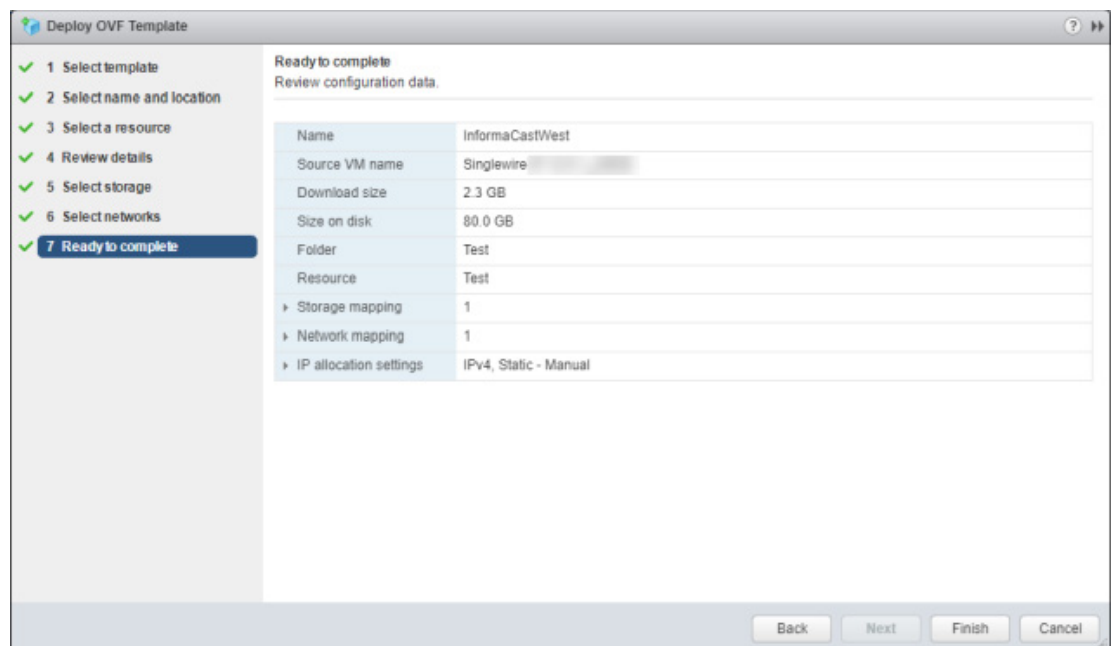 Deploy OVF Template
?
1 Select template
2 Select name and location
3 Select a resource
4 Review details
5 Select storage
6 Select networks
7 Ready to complete
Ready to complete
Review configuration data.
Name InformaCastWest
Source VM name Singlewire
Download size 2.3 GB
Size on disk 80.0 GB
Folder Test
Resource Test
Storage mapping 1
Network mapping 1
IP allocation settings IPv4, Static - Manual
Back Next Finish Cancel